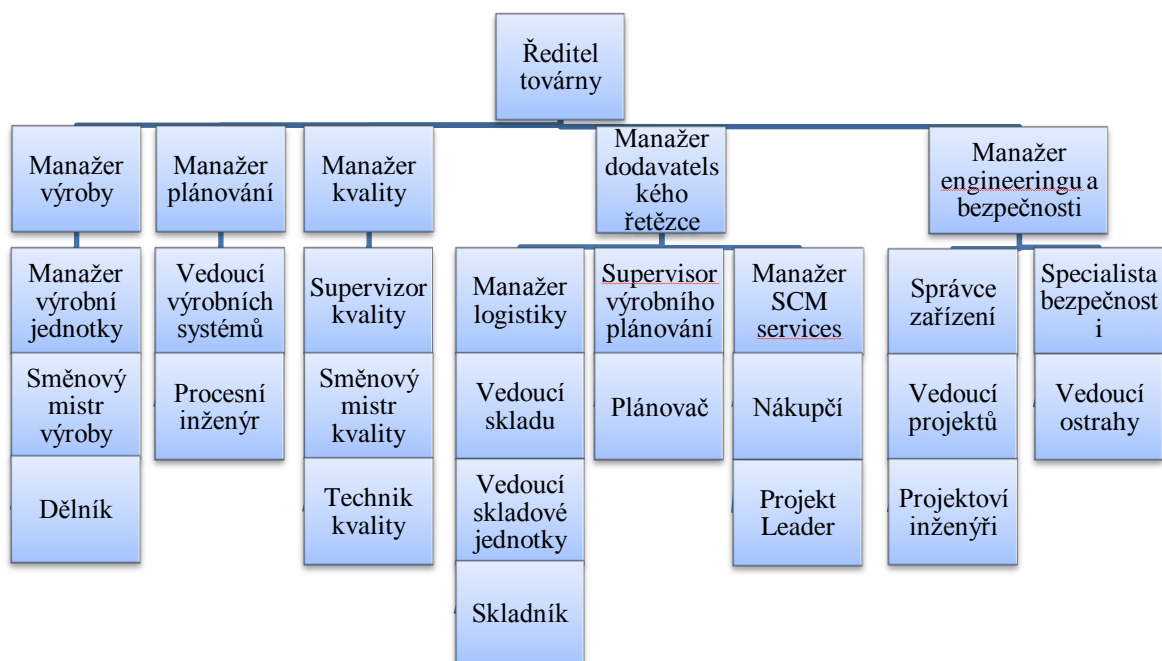 Ředitel
továrny
Manažer
výroby
Manažer
plánování
Manažer
kvality
Manažer
dodavatels
kého
řetězce
Manažer
engineeringu a
bezpečnosti
Manažer
výrobní
jednotky
Vedoucí
výrobních
systémů
Supervizor
kvality
Manažer
logistiky
Supervisor
výrobního
plánování
Manažer
SCM
services
Správce
zařízení
Specialista
bezpečnost
i
Směnový
mistr
výroby
Procesní
inženýr
Směnový
mistr
kvality
Vedoucí
skladu
Plánovač
Nákupčí
Vedoucí
projektů
Vedoucí
ostrahy
Dělník
Technik
kvality
Vedoucí
skladové
jednotky
Projekt
Leader
Projektoví
inženýři
Skladník